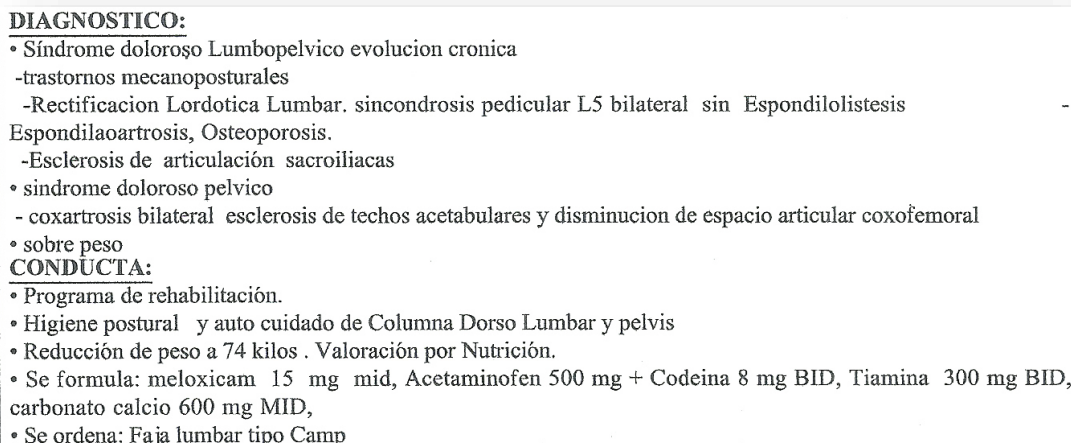 DIAGNOSTICO:
• Síndrome doloroso Lumbopelvico evolucion cronica
-trastornos mecanoposturales
-Rectificacion Lordotica Lumbar. sincondrosis pedicular L5 bilateral sin Espondilolistesis -
Espondilaoartrosis, Osteoporosis.
-Esclerosis de articulación sacroiliacas
• sindrome doloroso pelvico
- coxartrosis bilateral esclerosis de techos acetabulares y disminucion de espacio articular coxofemoral
• sobre peso
CONDUCTA:
• Programa de rehabilitación.
• Higiene postural y auto cuidado de Columna Dorso Lumbar y pelvis
• Reducción de peso a 74 kilos . Valoración por Nutrición.
• Se formula: meloxicam 15 mg mid, Acetaminofen 500 mg + Codeina 8 mg BID, Tiamina 300 mg BID,
carbonato calcio 600 mg MID,
• Se ordena: Faja lumbar tipo Camp